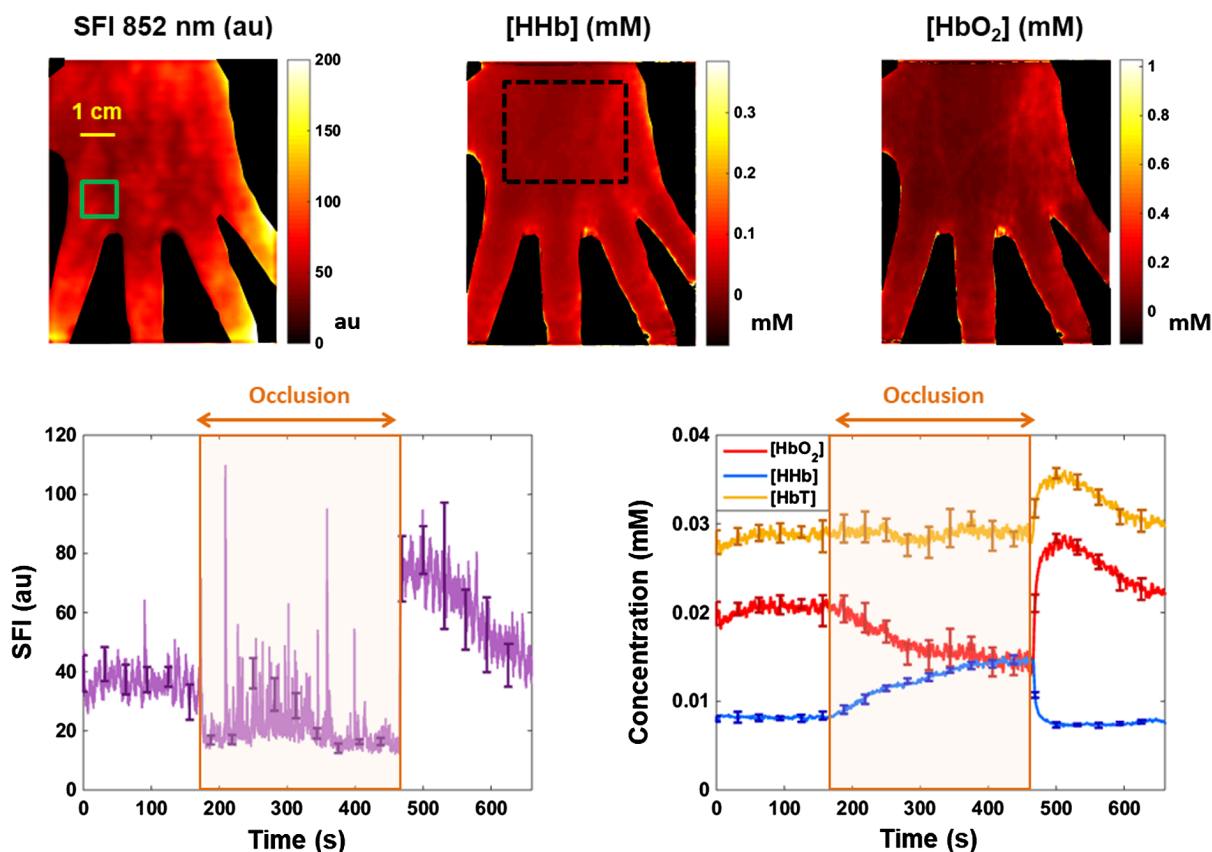 SFI 852 nm (au)
[HHb] (mM)
[HbO₂] (mM)
1 cm
200
150
100
50
0
au
0.3
0.2
0.1
0
mM
1
0.8
0.6
0.4
0.2
0
mM
Occlusion
120
100
80
60
40
20
0
SFI (au)
0 100 200 300 400 500 600
Time (s)
Occlusion
[HbO₂]
[HHb]
[HbT]
0.04
0.03
0.02
0.01
0
Concentration (mM)
0 100 200 300 400 500 600
Time (s)